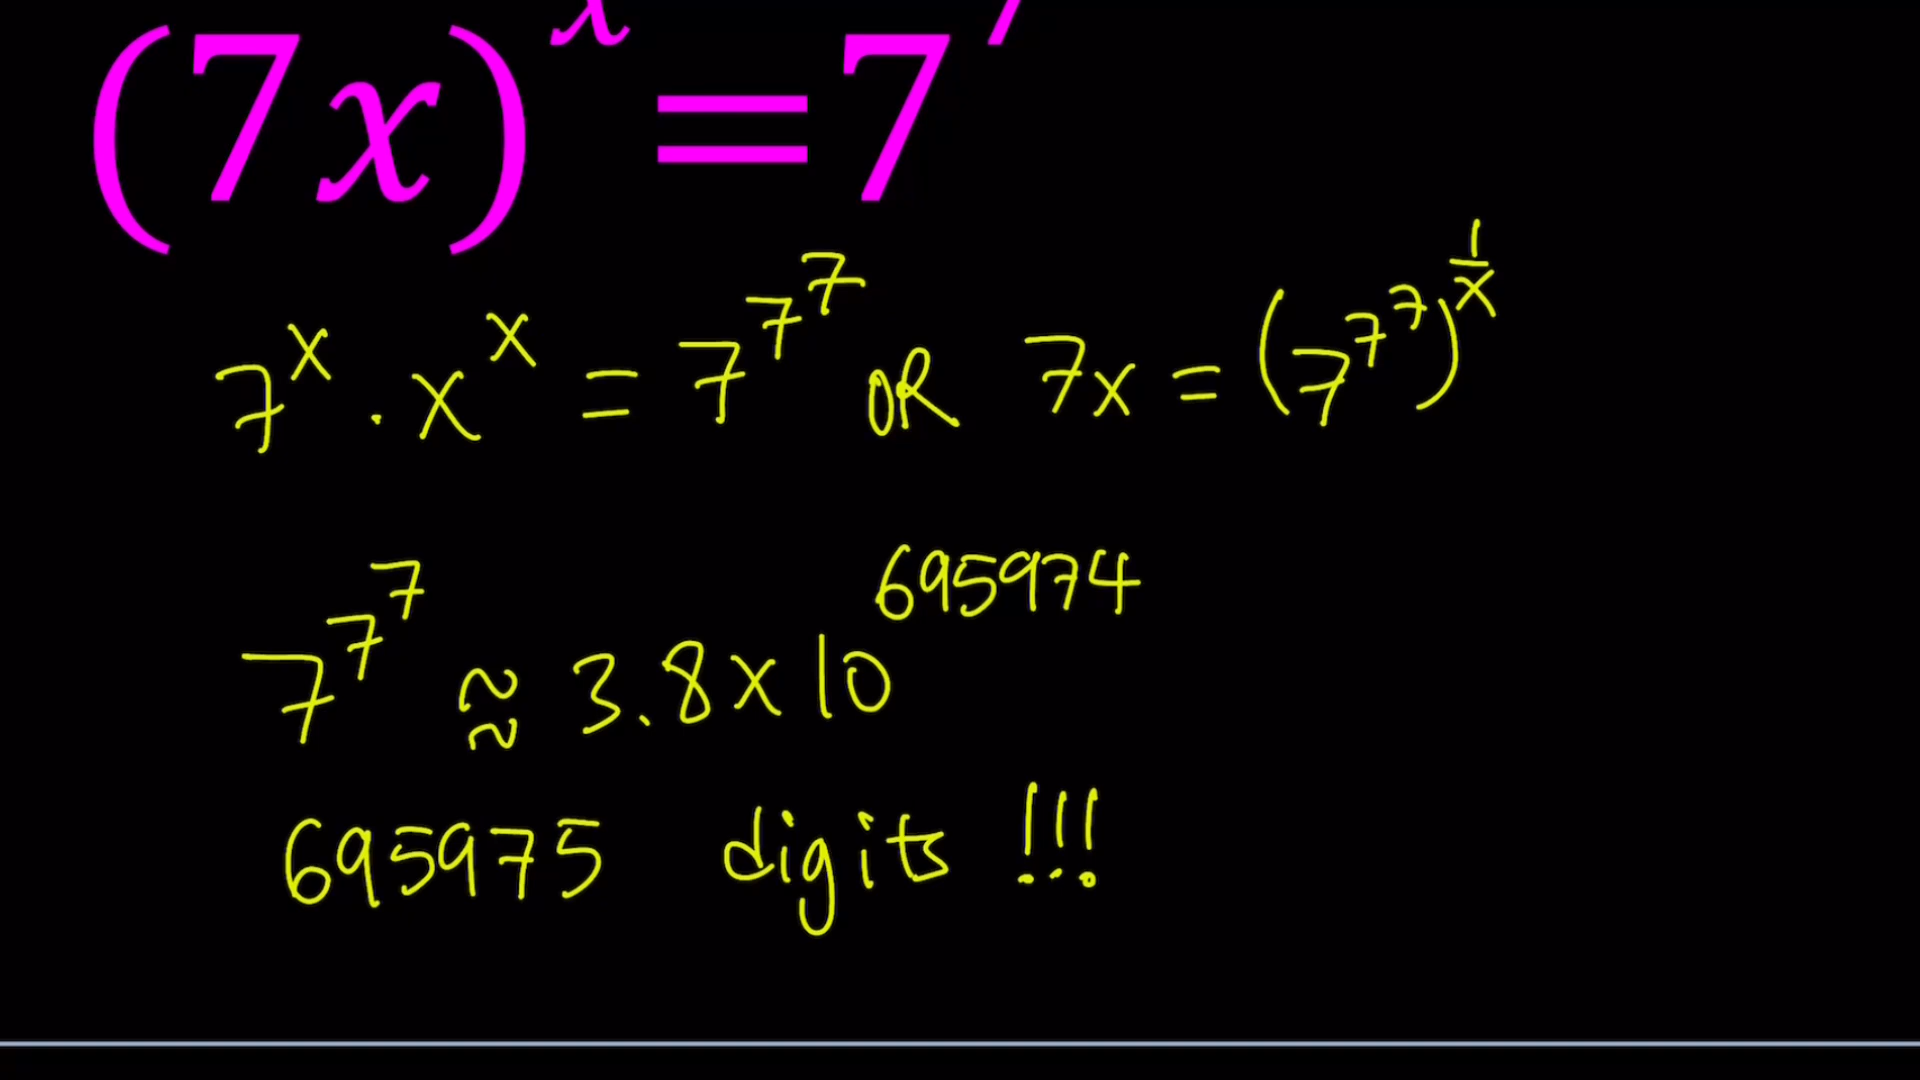 (7x)^x = 7^7
7^x · x^x = 7^7^7 OR 7x = (7^7^7)^1/x
7^7^7 ≈ 3.8 x 10^695974
695975 digits !!!